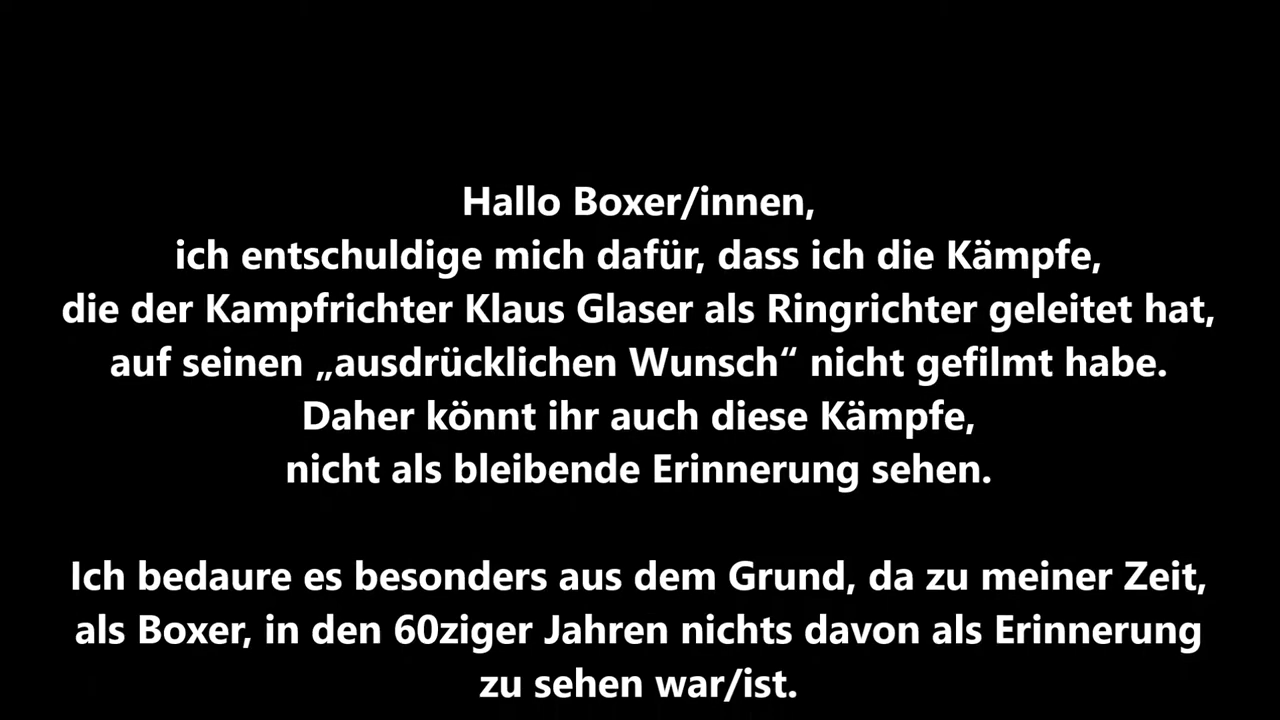 Hallo Boxer/innen,
ich entschuldige mich dafür, dass ich die Kämpfe,
die der Kampfrichter Klaus Glaser als Ringrichter geleitet hat,
auf seinen „ausdrücklichen Wunsch“ nicht gefilmt habe.
Daher könnt ihr auch diese Kämpfe,
nicht als bleibende Erinnerung sehen.
Ich bedaure es besonders aus dem Grund, da zu meiner Zeit,
als Boxer, in den 60ziger Jahren nichts davon als Erinnerung
zu sehen war/ist.